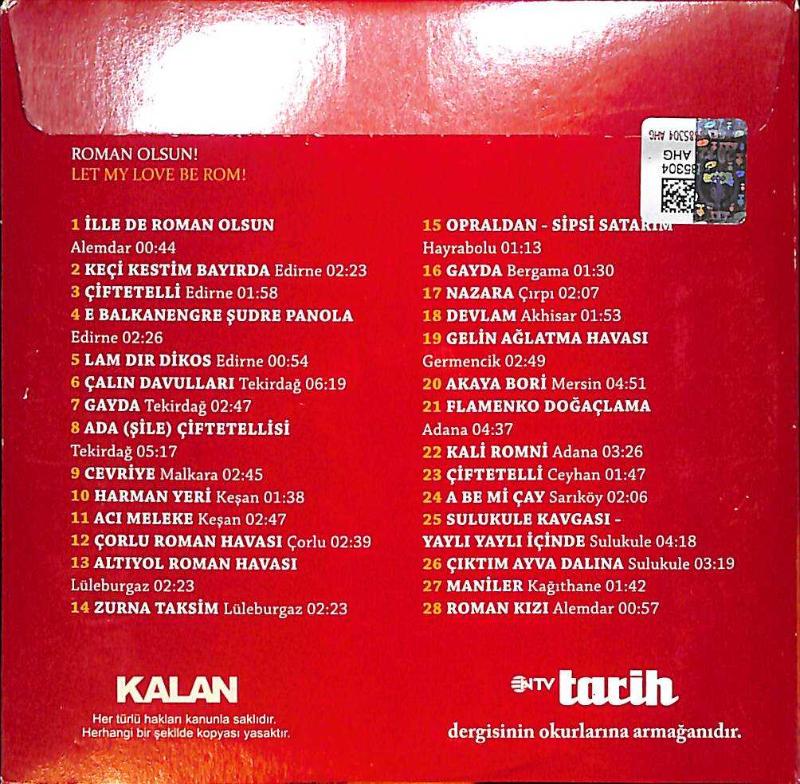 ROMAN OLSUN!
LET MY LOVE BE ROM!
1 İLLE DE ROMAN OLSUN
Alemdar 00:44
2 KEÇİ KESTİM BAYIRDA Edirne 02:23
3 ÇİFTETELLİ Edirne 01:58
4 E BALKANENGRE ŞUDRE PANOLA
Edirne 02:26
5 LAM DIR DİKOS Edirne 00:54
6 ÇALIN DAVULLARI Tekirdağ 06:19
7 GAYDA Tekirdağ 02:47
8 ADA (ŞİLE) ÇİFTETELLİSİ
Tekirdağ 05:17
9 CEVRİYE Malkara 02:45
10 HARMAN YERİ Keşan 01:38
11 ACI MELEKE Keşan 02:47
12 ÇORLU ROMAN HAVASI Çorlu 02:39
13 ALTIYOL ROMAN HAVASI
Lüleburgaz 02:23
14 ZURNA TAKSİM Lüleburgaz 02:23
15 OPRALDAN - SİPSİ SATARIM
Hayrabolu 01:13
16 GAYDA Bergama 01:30
17 NAZARA Çırpı 02:07
18 DEVLAM Akhisar 01:53
19 GELİN AĞLATMA HAVASI
Germencik 02:49
20 AKAYA BORİ Mersin 04:51
21 FLAMENKO DOĞAÇLAMA
Adana 04:37
22 KALI ROMNİ Adana 03:26
23 ÇİFTETELLİ Ceyhan 01:47
24 A BE Mİ ÇAY Sarıköy 02:06
25 SULUKULE KAVGASI -
YAYLI YAYLI İÇİNDE Sulukule 04:18
26 ÇIKTIM AYVA DALINA Sulukule 03:19
27 MANİLER Kağıthane 01:42
28 ROMAN KIZI Alemdar 00:57
85304 AHG
AHG
85304
KALAN
Her türlü hakları kanunla saklıdır.
Herhangi bir şekilde kopyası yasaktır.
NTV tarih
dergisinin okurlarına armağanıdır.